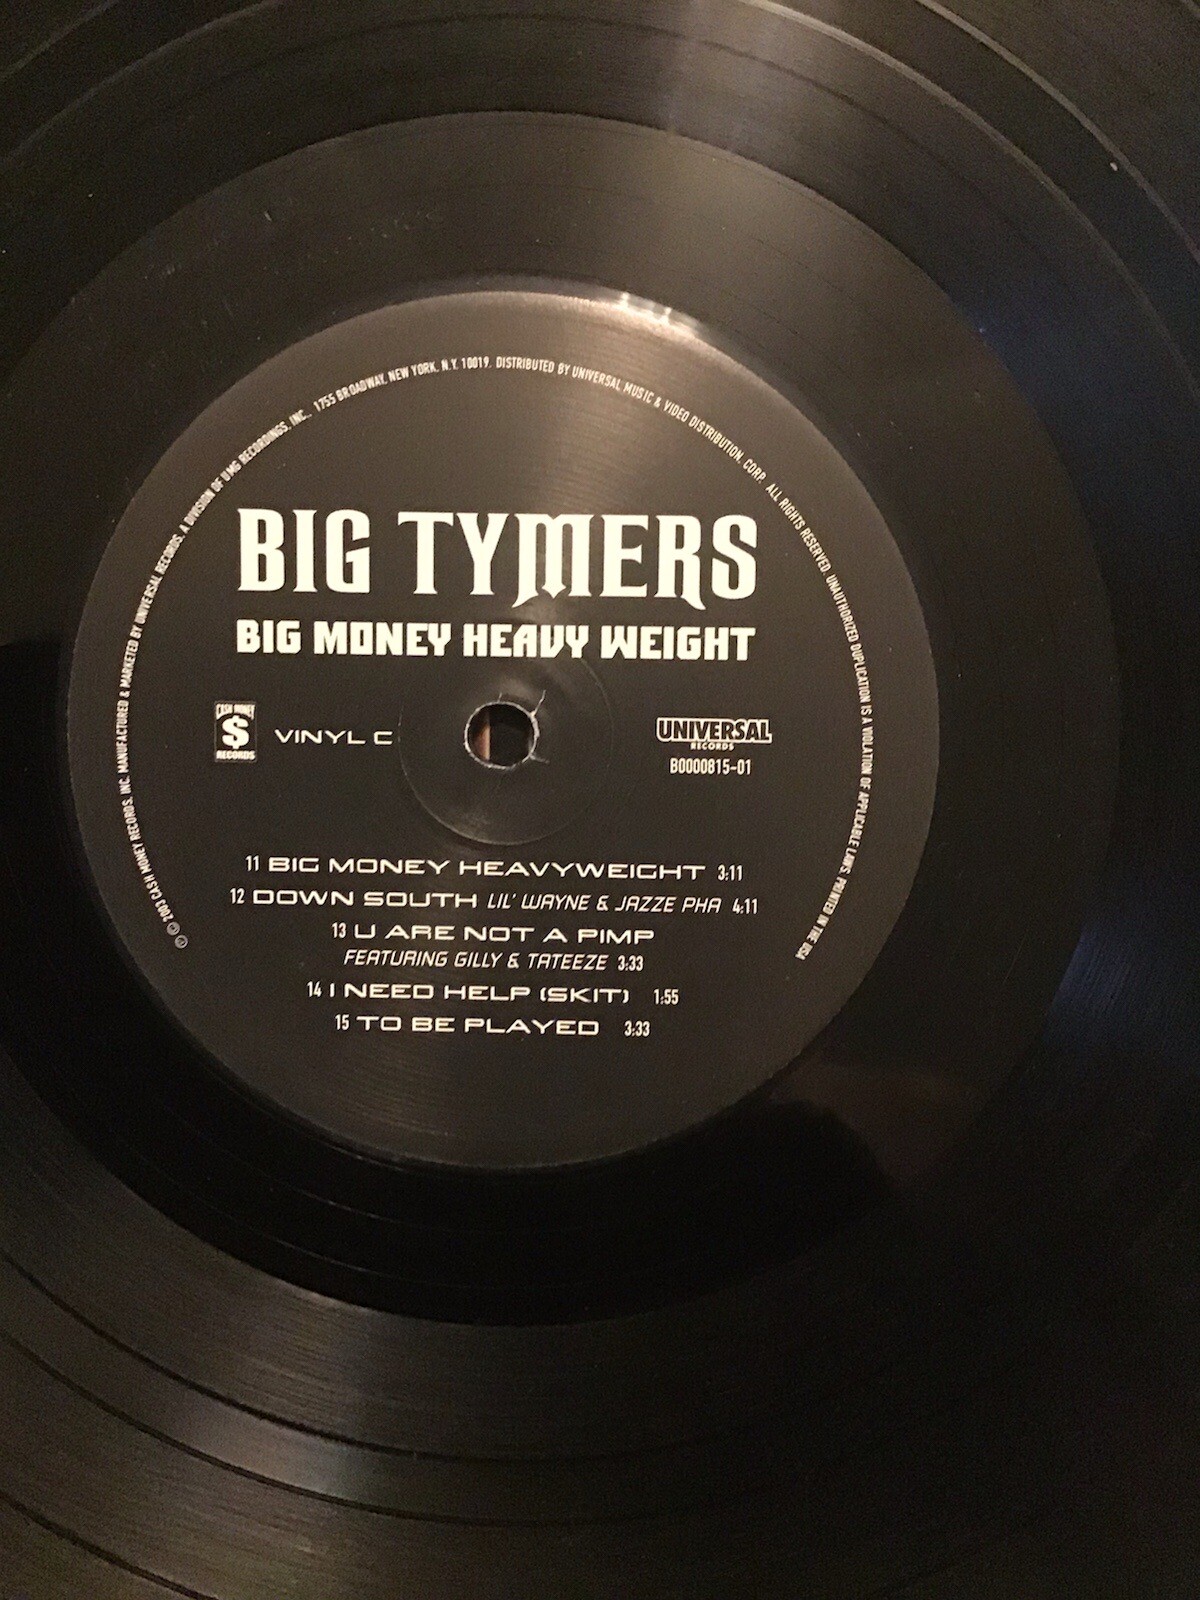 ℗ © 2003 CASH MONEY RECORDS, INC. MANUFACTURED & MARKETED BY UNIVERSAL RECORDS, A DIVISION OF UMG RECORDINGS, INC., 1755 BROADWAY, NEW YORK, N.Y. 10019. DISTRIBUTED BY UNIVERSAL MUSIC & VIDEO DISTRIBUTION, CORP. ALL RIGHTS RESERVED. UNAUTHORIZED DUPLICATION IS A VIOLATION OF APPLICABLE LAWS. PRINTED IN THE USA
BIG TYMERS
BIG MONEY HEAVY WEIGHT
CASH MONEY
$
RECORDS
VINYL C
UNIVERSAL
RECORDS
B0000815-01
11 BIG MONEY HEAVYWEIGHT 3:11
12 DOWN SOUTH LIL' WAYNE & JAZZE PHA 4:11
13 U ARE NOT A PIMP
FEATURING GILLY & TATEEZE 3:33
14 I NEED HELP (SKIT) 1:55
15 TO BE PLAYED 3:33